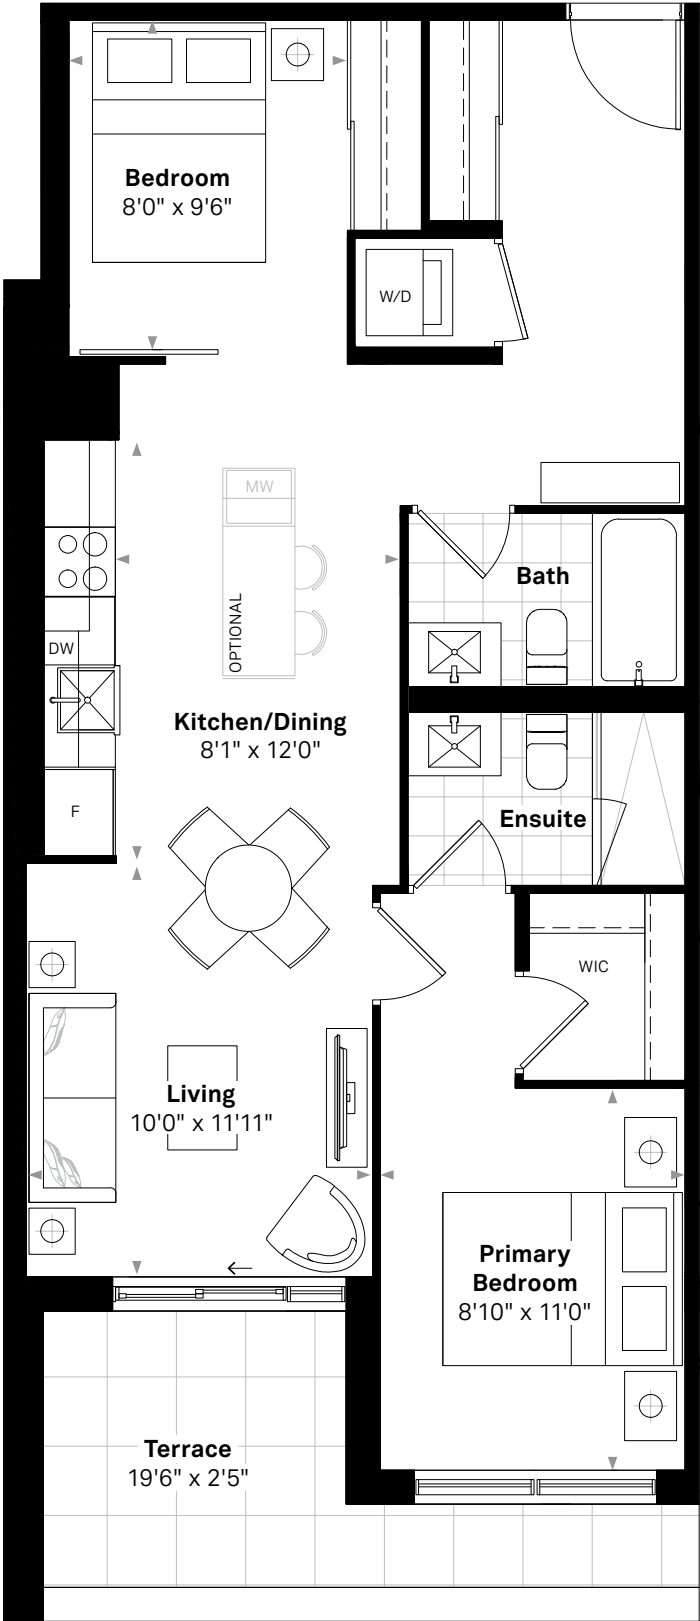 Bedroom
8'0" x 9'6"
W/D
MW
OPTIONAL
Bath
DW
Kitchen/Dining
8'1" x 12'0"
F
Ensuite
WIC
Living
10'0" x 11'11"
Primary
Bedroom
8'10" x 11'0"
Terrace
19'6" x 2'5"